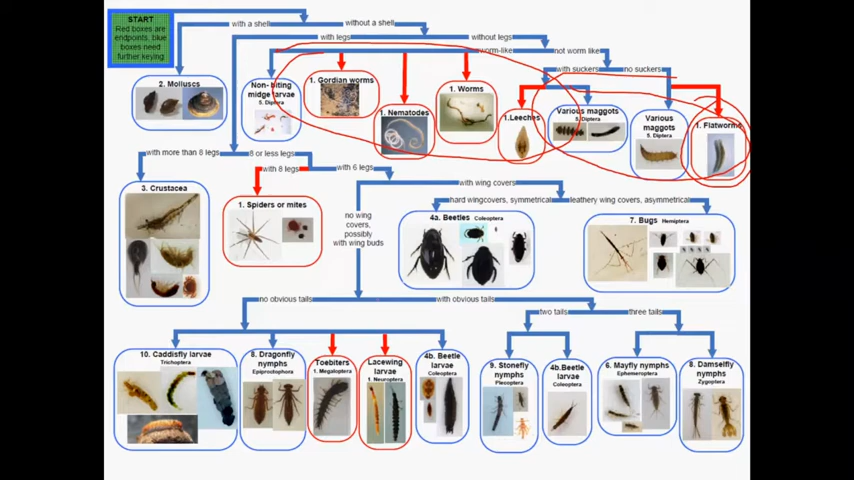 START
Red boxes are
endpoints, blue
boxes need
further keying
with a shell
without a shell
with legs
without legs
worm-like
not worm like
with suckers
no suckers
2. Molluscs
Non- biting
midge larvae
5. Diptera
1. Gordian worms
1. Nematodes
1. Worms
1.Leeches
Various maggots
5. Diptera
Various
maggots
5. Diptera
1. Flatworms
with more than 8 legs
8 or less legs
with 8 legs
with 6 legs
3. Crustacea
1. Spiders or mites
no wing
covers,
possibly
with wing buds
with wing covers
hard wingcovers, symmetrical
leathery wing covers, asymmetrical
4a. Beetles Coleoptera
7. Bugs Hemiptera
no obvious tails
with obvious tails
two tails
three tails
10. Caddisfly larvae
Trichoptera
8. Dragonfly
nymphs
Epiproctophora
Toebiters
1. Megaloptera
Lacewing
larvae
1. Neuroptera
4b. Beetle
larvae
Coleoptera
9. Stonefly
nymphs
Plecoptera
4b.Beetle
larvae
Coleoptera
6. Mayfly nymphs
Ephemeroptera
8. Damselfly
nymphs
Zygoptera